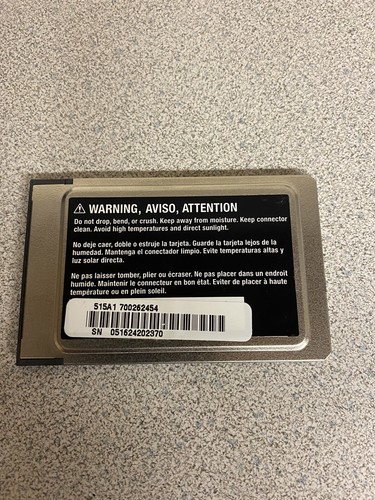 ⚠ WARNING, AVISO, ATTENTION
Do not drop, bend, or crush. Keep away from moisture. Keep connector
clean. Avoid high temperatures and direct sunlight.
No deje caer, doble o estruje la tarjeta. Guarde la tarjeta lejos de la
humedad. Mantenga el conectador limpio. Evite temperaturas altas y
luz solar directa.
Ne pas laisser tomber, plier ou écraser. Ne pas placer dans un endroit
humide. Maintenir le connecteur en bon état. Eviter de placer à haute
température ou en plein soleil.
515A1 700262454
SN 051624202370